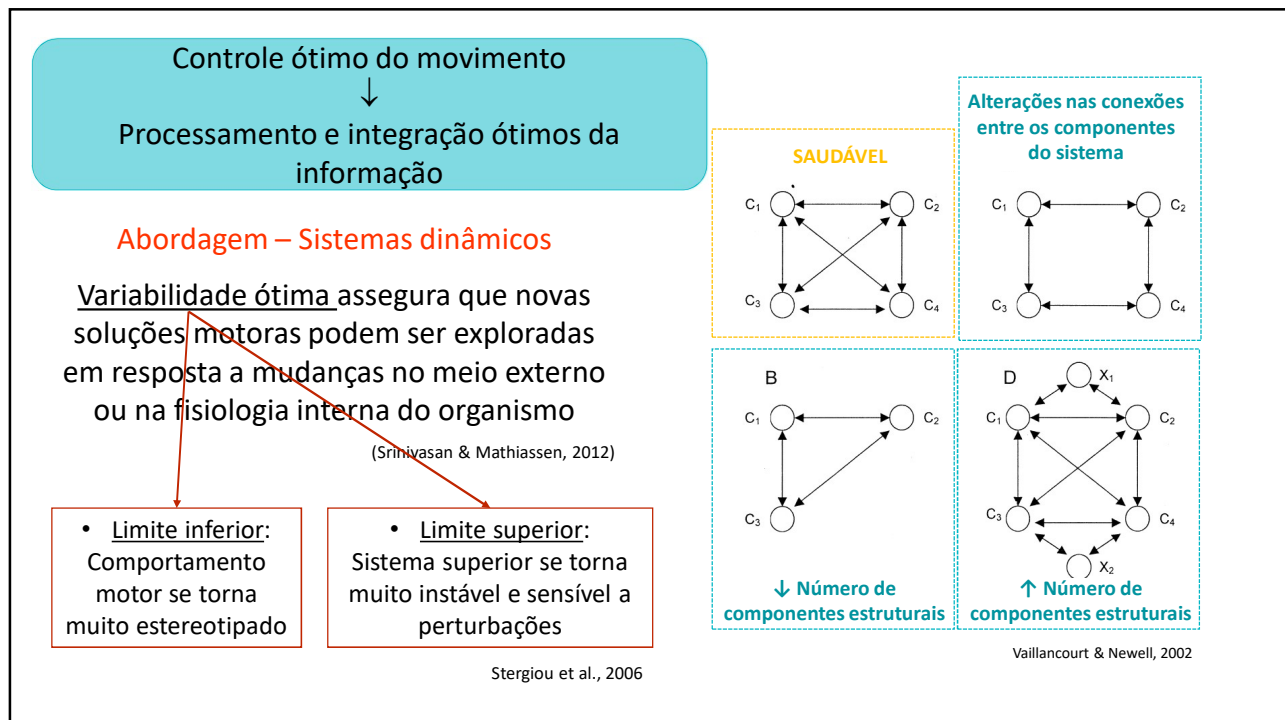 Controle ótimo do movimento
↓
Processamento e integração ótimos da
informação
Abordagem – Sistemas dinâmicos
Variabilidade ótima assegura que novas
soluções motoras podem ser exploradas
em resposta a mudanças no meio externo
ou na fisiologia interna do organismo
(Srinivasan & Mathiassen, 2012)
• Limite inferior:
Comportamento
motor se torna
muito estereotipado
• Limite superior:
Sistema superior se torna
muito instável e sensível a
perturbações
Stergiou et al., 2006
SAUDÁVEL
C₁ C₂
C₃ C₄
Alterações nas conexões
entre os componentes
do sistema
C₁ C₂
C₃ C₄
B
C₁ C₂
C₃
↓ Número de
componentes estruturais
D X₁
C₁ C₂
C₃ C₄
X₂
↑ Número de
componentes estruturais
Vaillancourt & Newell, 2002